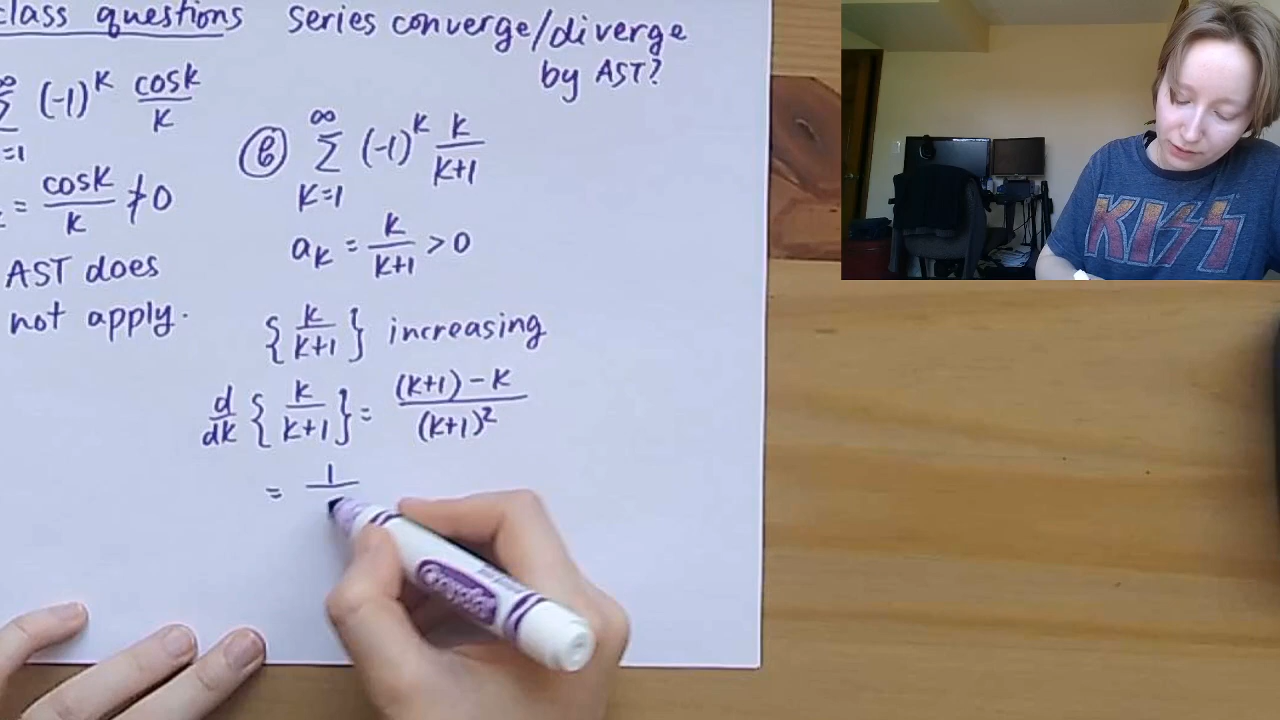 class questions series converge/diverge
by AST?
∞
Σ (-1)^k cosk/k
=1
= cosk/k ≯ 0
AST does
not apply.
(b) ∞
Σ (-1)^k k/(k+1)
k=1
a_k = k/(k+1) > 0
{k/(k+1)} increasing
d/dk {k/(k+1)} = ((k+1)-k)/(k+1)²
= 1
KISS
Crayola